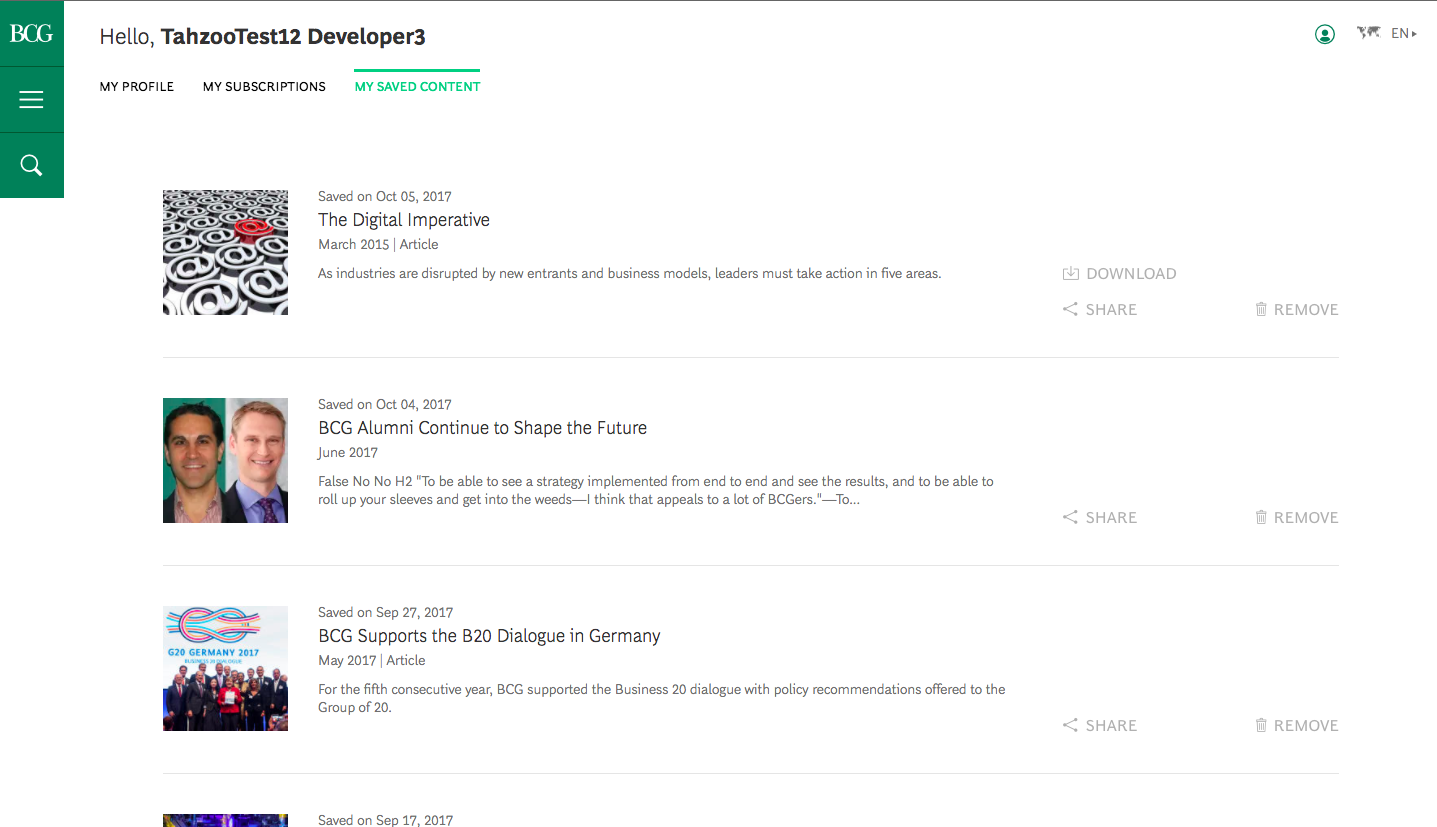 BCG
Hello, TahzooTest12 Developer3
EN
MY PROFILE
MY SUBSCRIPTIONS
MY SAVED CONTENT
Saved on Oct 05, 2017
The Digital Imperative
March 2015 | Article
As industries are disrupted by new entrants and business models, leaders must take action in five areas.
DOWNLOAD
SHARE
REMOVE
Saved on Oct 04, 2017
BCG Alumni Continue to Shape the Future
June 2017
False No No H2 "To be able to see a strategy implemented from end to end and see the results, and to be able to
roll up your sleeves and get into the weeds—I think that appeals to a lot of BCGers."—To...
SHARE
REMOVE
G20 GERMANY 2017
BUSINESS 20 DIALOGUE
Saved on Sep 27, 2017
BCG Supports the B20 Dialogue in Germany
May 2017 | Article
For the fifth consecutive year, BCG supported the Business 20 dialogue with policy recommendations offered to the
Group of 20.
SHARE
REMOVE
Saved on Sep 17, 2017